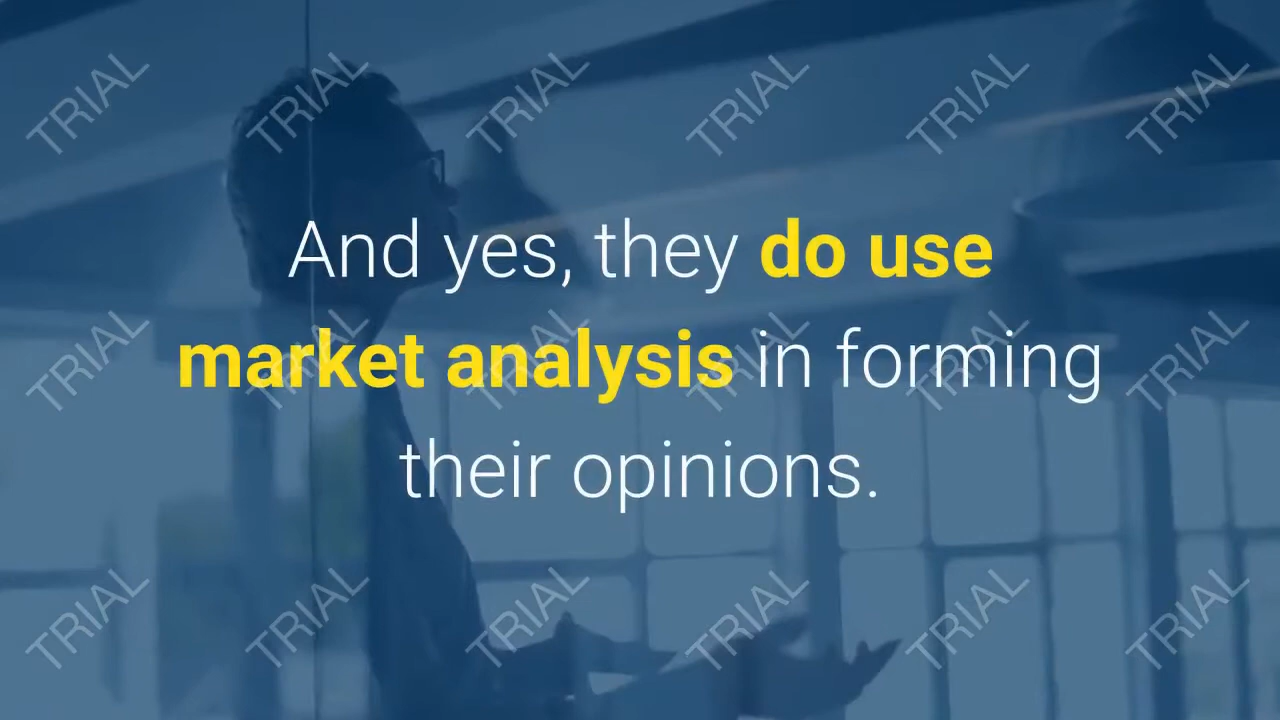 TRIAL TRIAL TRIAL TRIAL TRIAL TRIAL
And yes, they do use
market analysis in forming
TRIAL TRIAL TRIAL TRIAL TRIAL TRIAL
their opinions.
TRIAL TRIAL TRIAL TRIAL TRIAL TRIAL